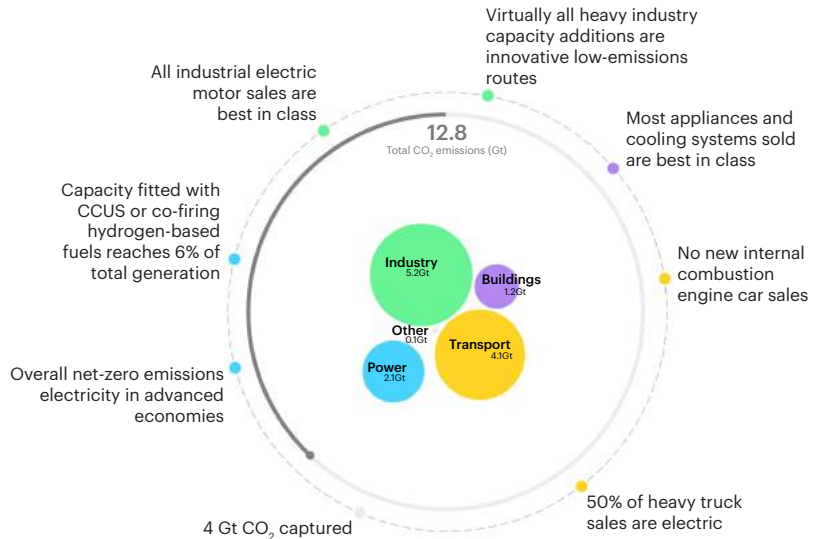 Virtually all heavy industry
capacity additions are
innovative low-emissions
routes
All industrial electric
motor sales are
best in class
12.8
Total CO₂ emissions (Gt)
Most appliances and
cooling systems sold
are best in class
Capacity fitted with
CCUS or co-firing
hydrogen-based
fuels reaches 6% of
total generation
No new internal
combustion
engine car sales
Industry
5.2Gt
Buildings
1.2Gt
Other
0.1Gt
Transport
4.1Gt
Power
2.1Gt
Overall net-zero emissions
electricity in advanced
economies
50% of heavy truck
sales are electric
4 Gt CO₂ captured